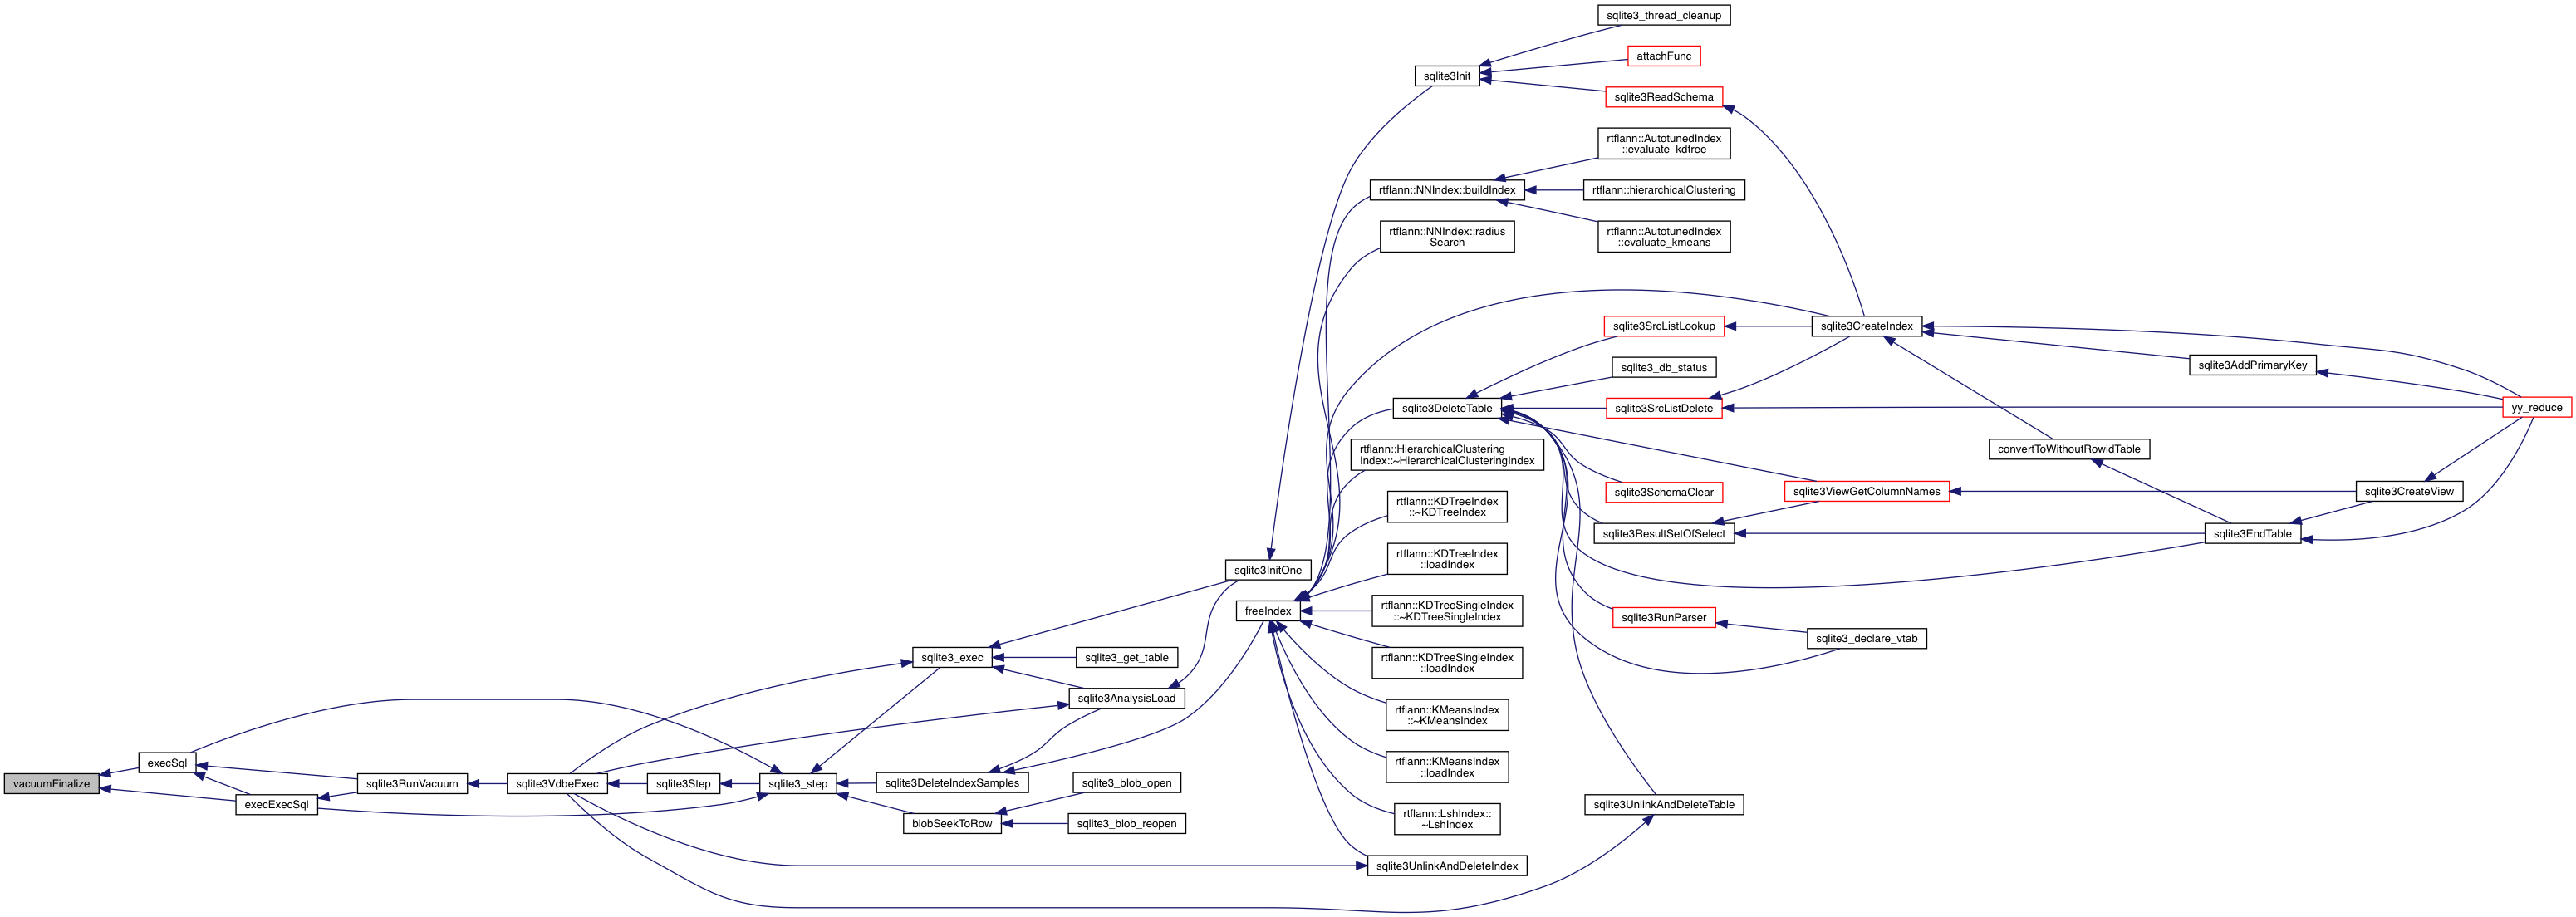 vacuumFinalize
execSql
execExecSql
sqlite3RunVacuum
sqlite3VdbeExec
sqlite3Step
sqlite3_step
sqlite3_exec
sqlite3DeleteIndexSamples
blobSeekToRow
sqlite3_get_table
sqlite3AnalysisLoad
sqlite3_blob_open
sqlite3_blob_reopen
sqlite3InitOne
freeIndex
sqlite3Init
rtflann::NNIndex::buildIndex
rtflann::NNIndex::radius
Search
sqlite3DeleteTable
rtflann::HierarchicalClustering
Index::~HierarchicalClusteringIndex
rtflann::KDTreeIndex
::~KDTreeIndex
rtflann::KDTreeIndex
::loadIndex
rtflann::KDTreeSingleIndex
::~KDTreeSingleIndex
rtflann::KDTreeSingleIndex
::loadIndex
rtflann::KMeansIndex
::~KMeansIndex
rtflann::KMeansIndex
::loadIndex
rtflann::LshIndex::
~LshIndex
sqlite3UnlinkAndDeleteIndex
sqlite3_thread_cleanup
attachFunc
sqlite3ReadSchema
rtflann::AutotunedIndex
::evaluate_kdtree
rtflann::hierarchicalClustering
rtflann::AutotunedIndex
::evaluate_kmeans
sqlite3SrcListLookup
sqlite3_db_status
sqlite3SrcListDelete
sqlite3SchemaClear
sqlite3ResultSetOfSelect
sqlite3RunParser
sqlite3UnlinkAndDeleteTable
sqlite3CreateIndex
sqlite3ViewGetColumnNames
sqlite3_declare_vtab
convertToWithoutRowidTable
sqlite3AddPrimaryKey
sqlite3EndTable
sqlite3CreateView
yy_reduce